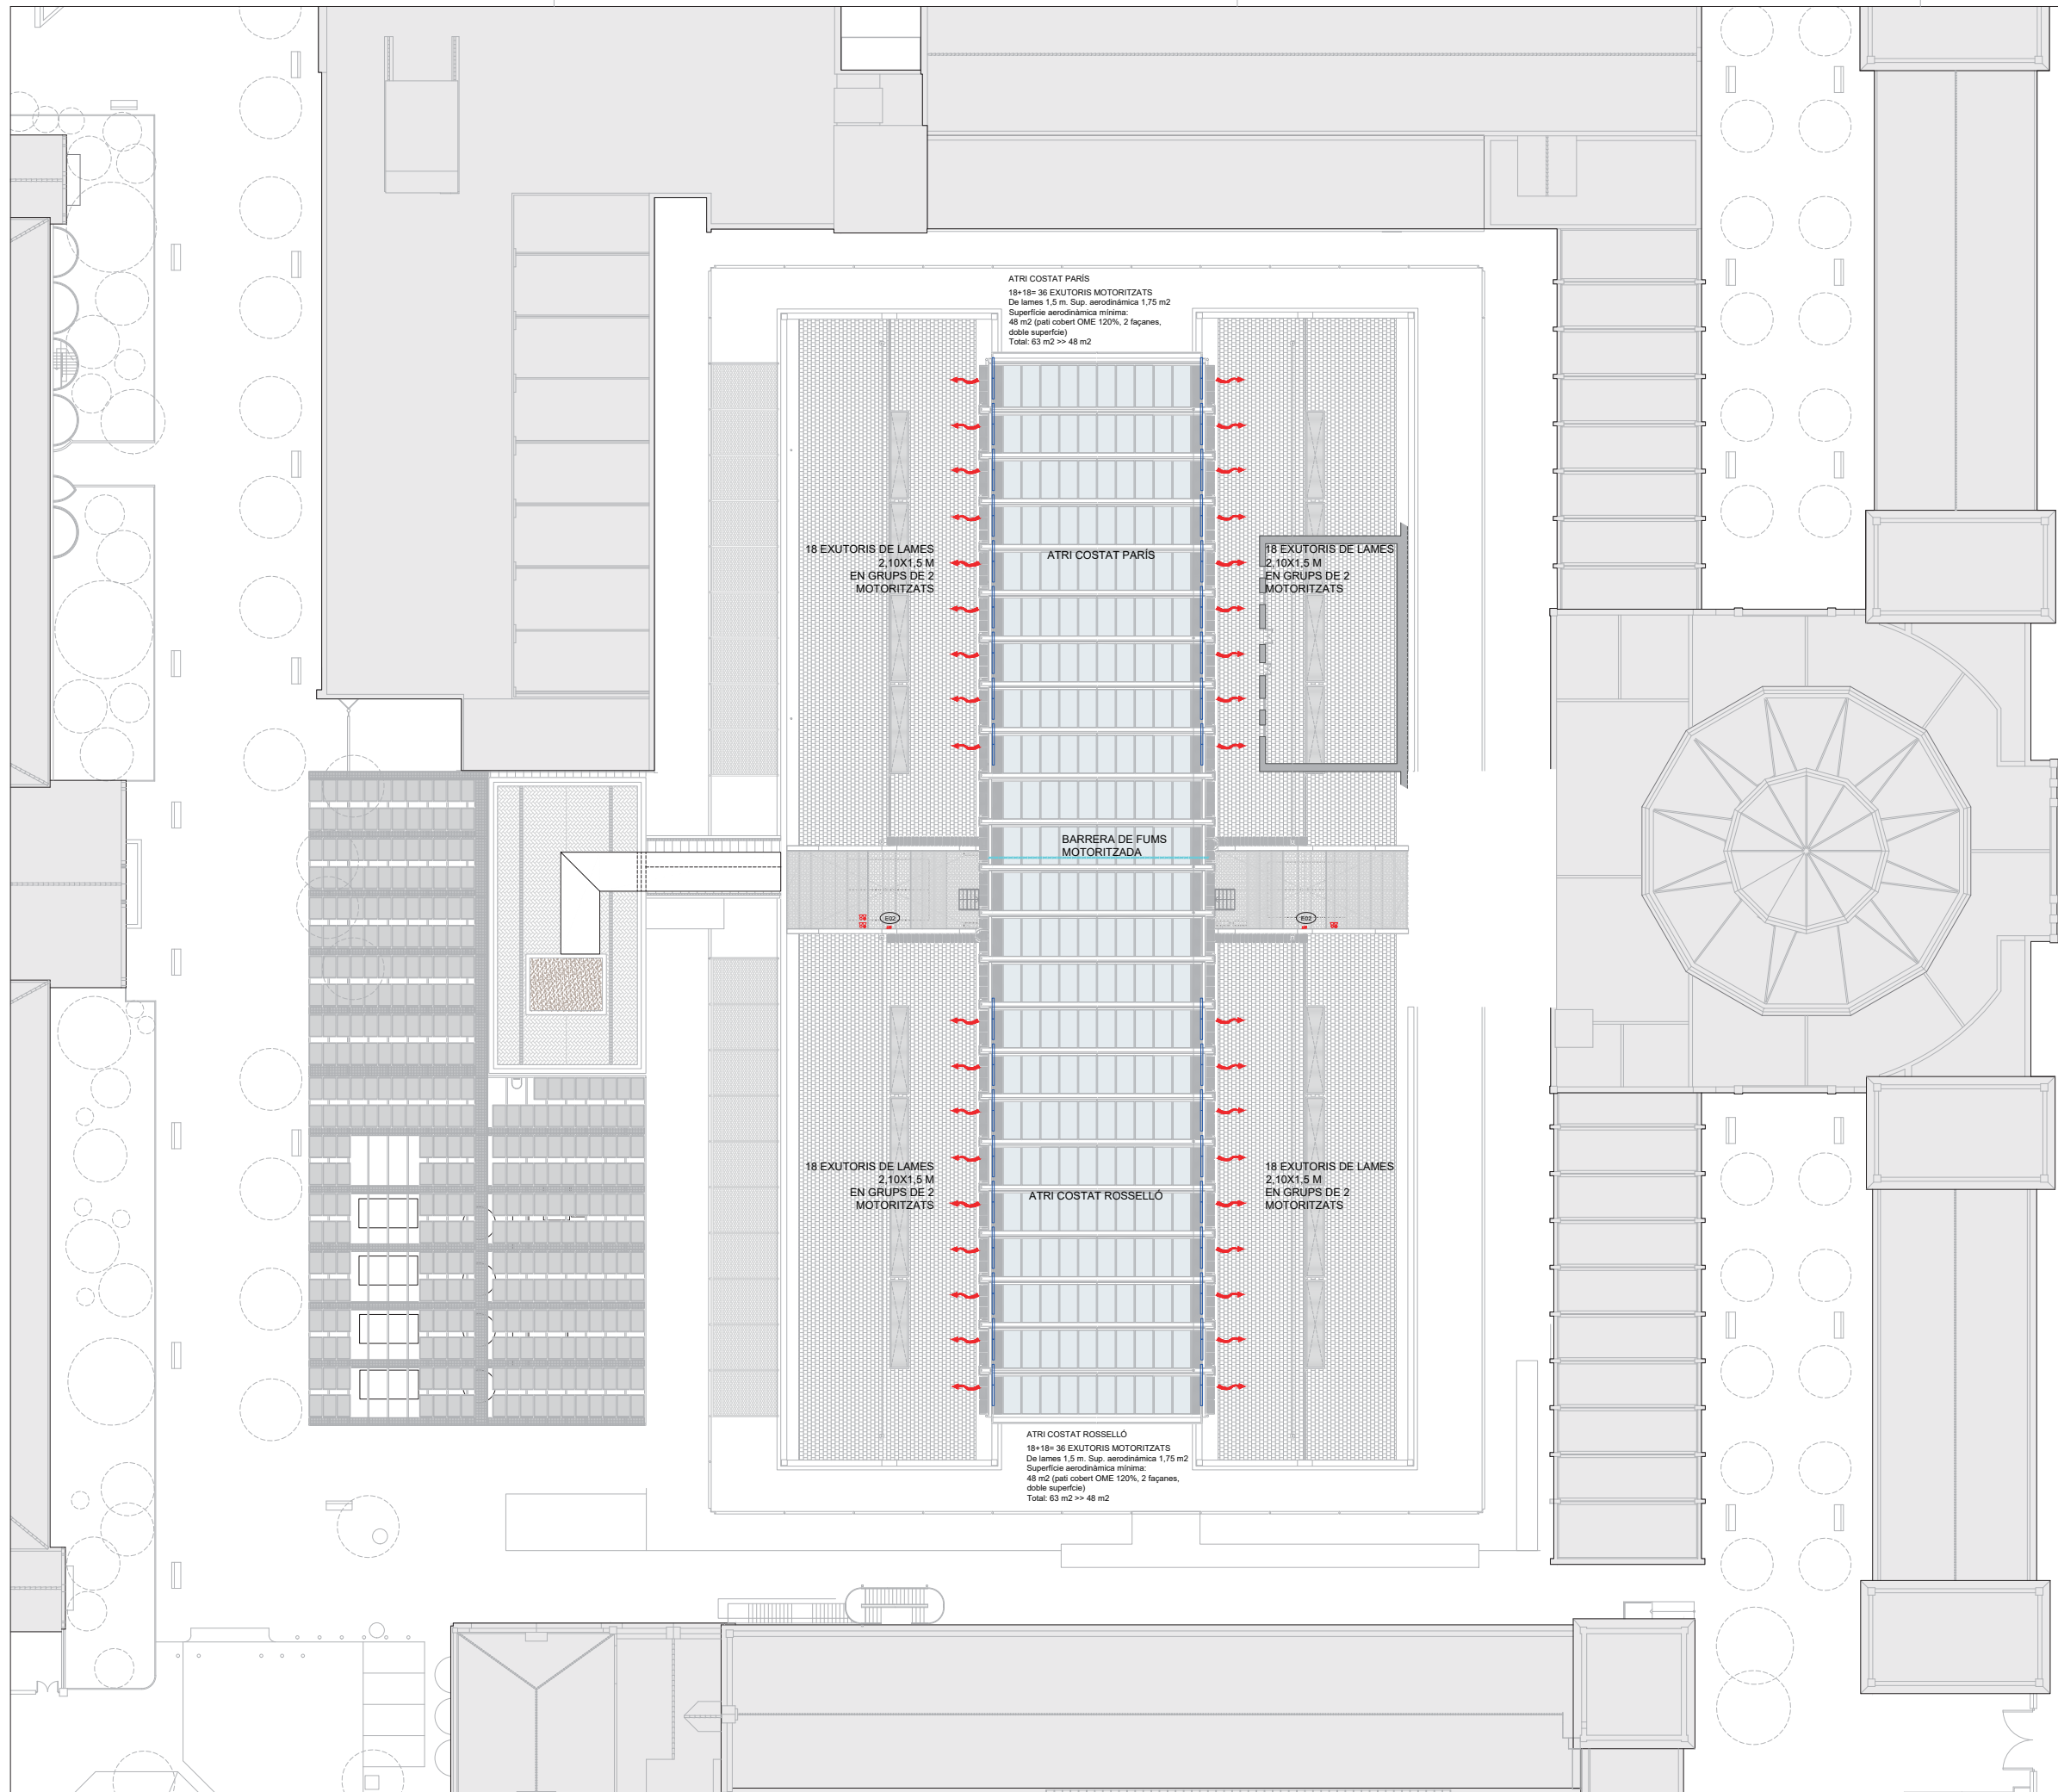 ATRI COSTAT PARÍS
18+18= 36 EXUTORIS MOTORITZATS
De lames 1,5 m. Sup. aerodinámica 1,75 m2
Superfície aerodinàmica mínima:
48 m2 (pati cobert OME 120%, 2 façanes,
doble superfcie)
Total: 63 m2 >> 48 m2
18 EXUTORIS DE LAMES
2,10X1,5 M
EN GRUPS DE 2
MOTORITZATS
ATRI COSTAT PARÍS
18 EXUTORIS DE LAMES
2,10X1,5 M
EN GRUPS DE 2
MOTORITZATS
BARRERA DE FUMS
MOTORITZADA
E02
E02
18 EXUTORIS DE LAMES
2,10X1,5 M
EN GRUPS DE 2
MOTORITZATS
ATRI COSTAT ROSSELLÓ
18 EXUTORIS DE LAMES
2,10X1,5 M
EN GRUPS DE 2
MOTORITZATS
ATRI COSTAT ROSSELLÓ
18+18= 36 EXUTORIS MOTORITZATS
De lames 1,5 m. Sup. aerodinàmica 1,75 m2
Superfície aerodinàmica mínima:
48 m2 (pati cobert OME 120%, 2 façanes,
doble superfcie)
Total: 63 m2 >> 48 m2